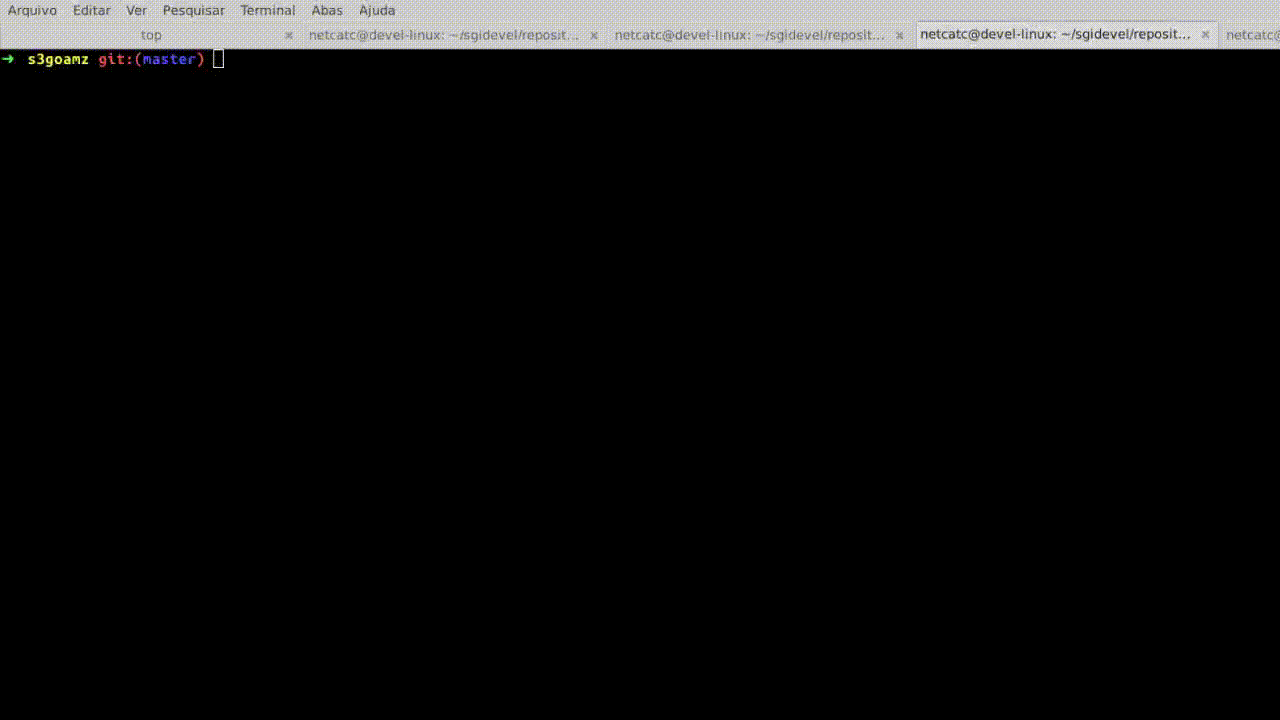 Arquivo Editar Ver Pesquisar Terminal Abas Ajuda
top × netcatc@devel-linux: ~/sgidevel/reposit... × netcatc@devel-linux: ~/sgidevel/reposit... × netcatc@devel-linux: ~/sgidevel/reposit... × netcatc@
➜ s3goamz git:(master)